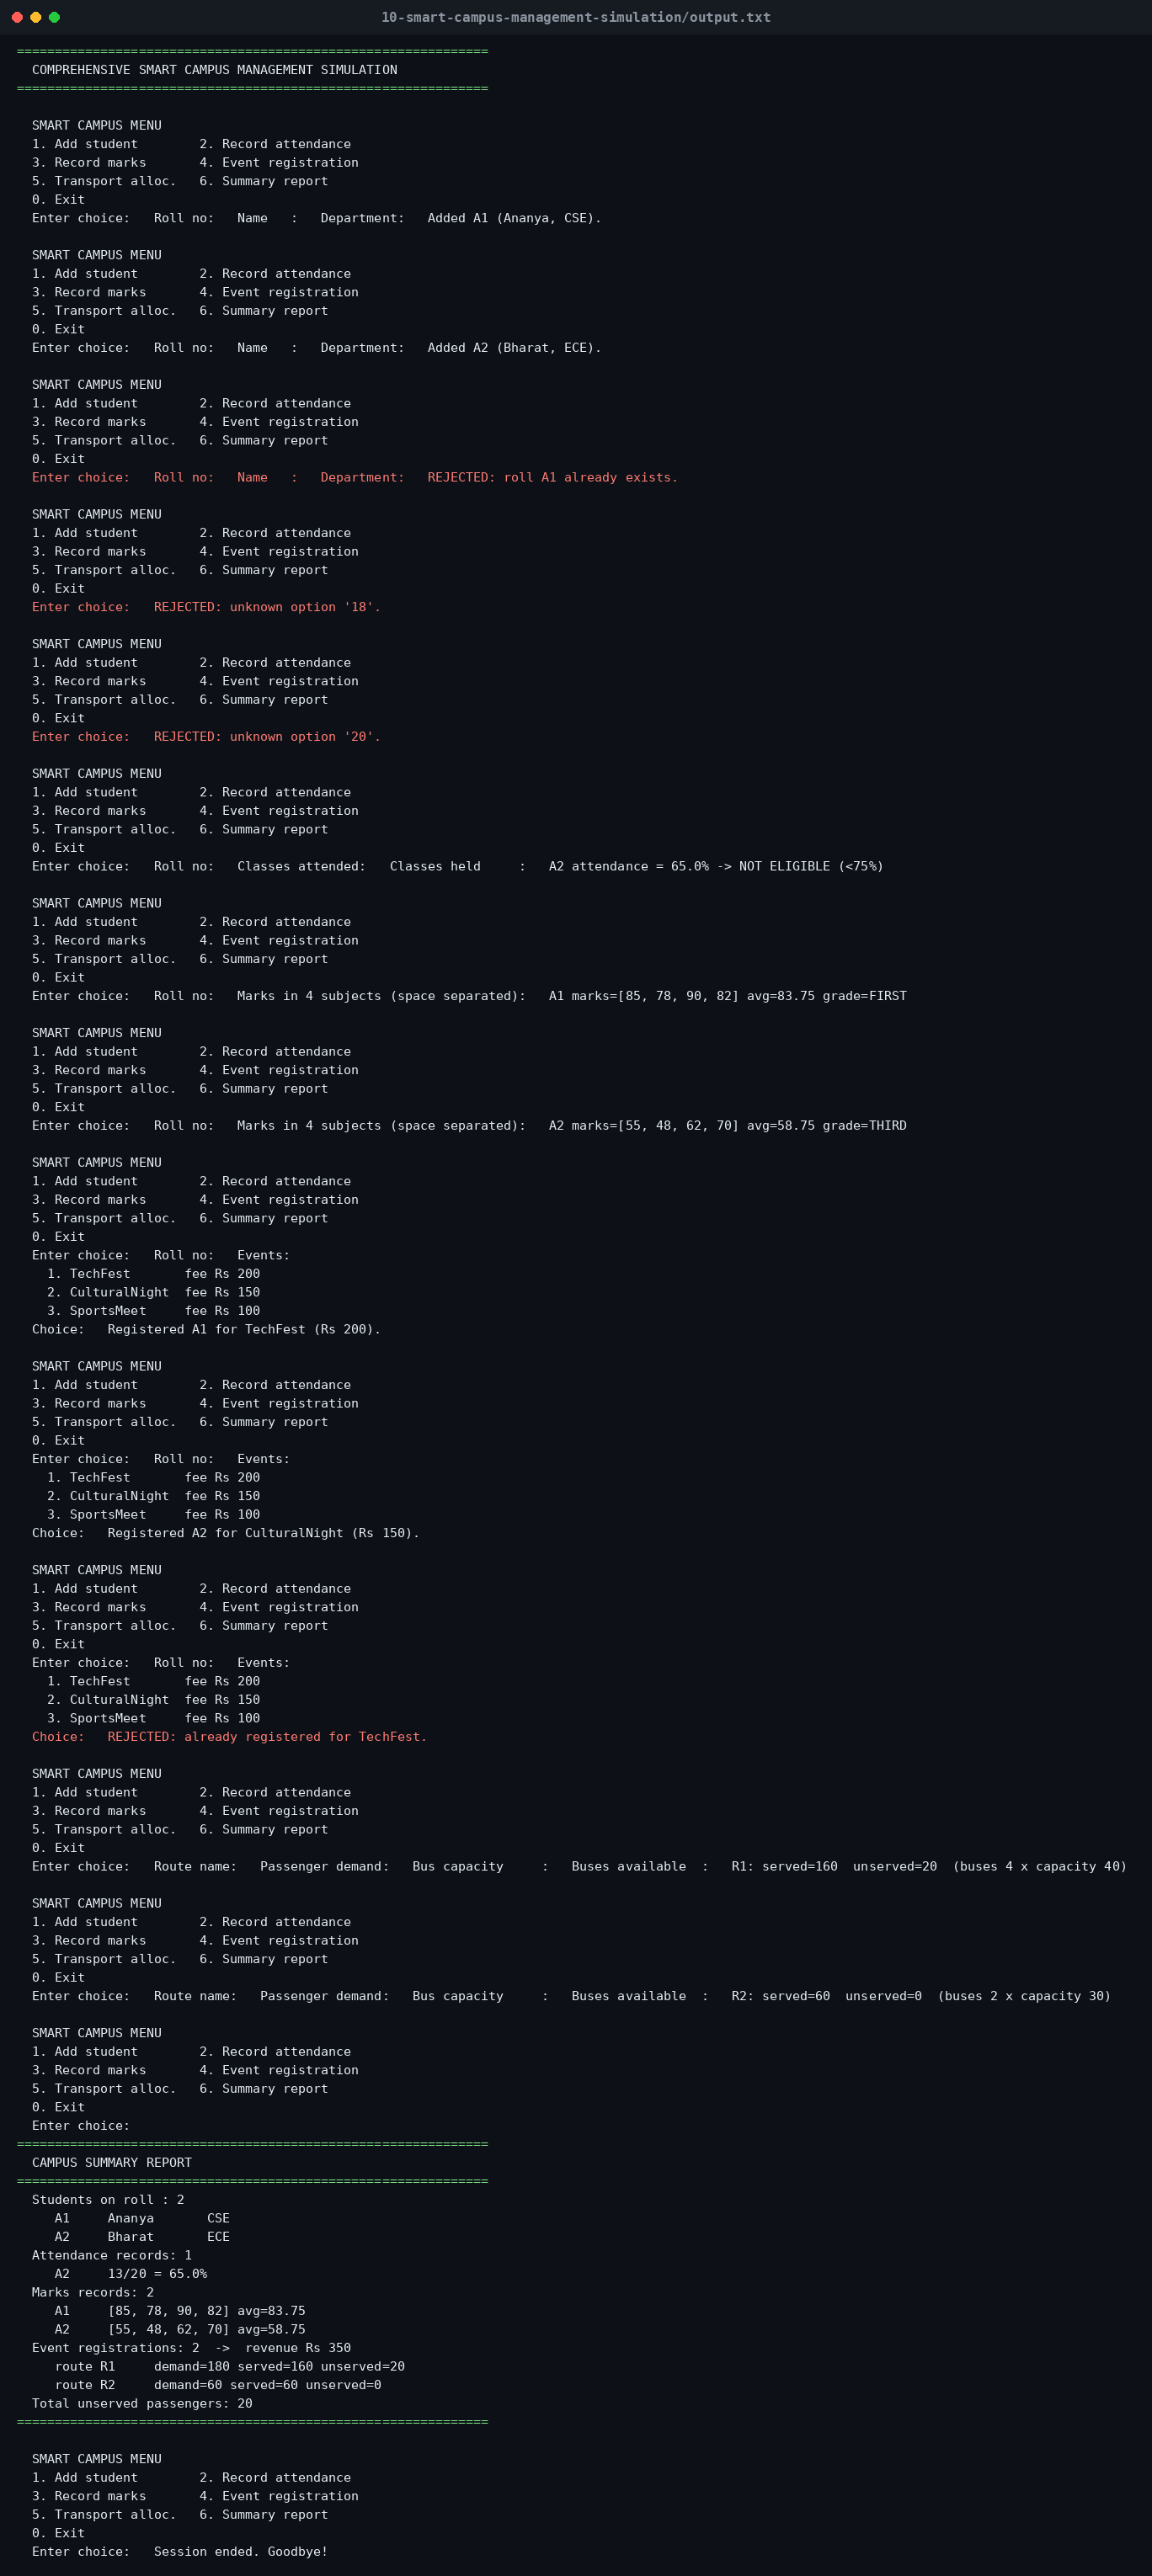 10-smart-campus-management-simulation/output.txt
==============================================================
  COMPREHENSIVE SMART CAMPUS MANAGEMENT SIMULATION
==============================================================

  SMART CAMPUS MENU
  1. Add student        2. Record attendance
  3. Record marks       4. Event registration
  5. Transport alloc.   6. Summary report
  0. Exit
  Enter choice:   Roll no:   Name   :   Department:   Added A1 (Ananya, CSE).

  SMART CAMPUS MENU
  1. Add student        2. Record attendance
  3. Record marks       4. Event registration
  5. Transport alloc.   6. Summary report
  0. Exit
  Enter choice:   Roll no:   Name   :   Department:   Added A2 (Bharat, ECE).

  SMART CAMPUS MENU
  1. Add student        2. Record attendance
  3. Record marks       4. Event registration
  5. Transport alloc.   6. Summary report
  0. Exit
  Enter choice:   Roll no:   Name   :   Department:   REJECTED: roll A1 already exists.

  SMART CAMPUS MENU
  1. Add student        2. Record attendance
  3. Record marks       4. Event registration
  5. Transport alloc.   6. Summary report
  0. Exit
  Enter choice:   REJECTED: unknown option '18'.

  SMART CAMPUS MENU
  1. Add student        2. Record attendance
  3. Record marks       4. Event registration
  5. Transport alloc.   6. Summary report
  0. Exit
  Enter choice:   REJECTED: unknown option '20'.

  SMART CAMPUS MENU
  1. Add student        2. Record attendance
  3. Record marks       4. Event registration
  5. Transport alloc.   6. Summary report
  0. Exit
  Enter choice:   Roll no:   Classes attended:   Classes held     :   A2 attendance = 65.0% -> NOT ELIGIBLE (<75%)

  SMART CAMPUS MENU
  1. Add student        2. Record attendance
  3. Record marks       4. Event registration
  5. Transport alloc.   6. Summary report
  0. Exit
  Enter choice:   Roll no:   Marks in 4 subjects (space separated):   A1 marks=[85, 78, 90, 82] avg=83.75 grade=FIRST

  SMART CAMPUS MENU
  1. Add student        2. Record attendance
  3. Record marks       4. Event registration
  5. Transport alloc.   6. Summary report
  0. Exit
  Enter choice:   Roll no:   Marks in 4 subjects (space separated):   A2 marks=[55, 48, 62, 70] avg=58.75 grade=THIRD

  SMART CAMPUS MENU
  1. Add student        2. Record attendance
  3. Record marks       4. Event registration
  5. Transport alloc.   6. Summary report
  0. Exit
  Enter choice:   Roll no:   Events:
    1. TechFest       fee Rs 200
    2. CulturalNight  fee Rs 150
    3. SportsMeet     fee Rs 100
  Choice:   Registered A1 for TechFest (Rs 200).

  SMART CAMPUS MENU
  1. Add student        2. Record attendance
  3. Record marks       4. Event registration
  5. Transport alloc.   6. Summary report
  0. Exit
  Enter choice:   Roll no:   Events:
    1. TechFest       fee Rs 200
    2. CulturalNight  fee Rs 150
    3. SportsMeet     fee Rs 100
  Choice:   Registered A2 for CulturalNight (Rs 150).

  SMART CAMPUS MENU
  1. Add student        2. Record attendance
  3. Record marks       4. Event registration
  5. Transport alloc.   6. Summary report
  0. Exit
  Enter choice:   Roll no:   Events:
    1. TechFest       fee Rs 200
    2. CulturalNight  fee Rs 150
    3. SportsMeet     fee Rs 100
  Choice:   REJECTED: already registered for TechFest.

  SMART CAMPUS MENU
  1. Add student        2. Record attendance
  3. Record marks       4. Event registration
  5. Transport alloc.   6. Summary report
  0. Exit
  Enter choice:   Route name:   Passenger demand:   Bus capacity     :   Buses available  :   R1: served=160  unserved=20  (buses 4 x capacity 40)

  SMART CAMPUS MENU
  1. Add student        2. Record attendance
  3. Record marks       4. Event registration
  5. Transport alloc.   6. Summary report
  0. Exit
  Enter choice:   Route name:   Passenger demand:   Bus capacity     :   Buses available  :   R2: served=60  unserved=0  (buses 2 x capacity 30)

  SMART CAMPUS MENU
  1. Add student        2. Record attendance
  3. Record marks       4. Event registration
  5. Transport alloc.   6. Summary report
  0. Exit
  Enter choice:
==============================================================
  CAMPUS SUMMARY REPORT
==============================================================
  Students on roll : 2
     A1     Ananya       CSE
     A2     Bharat       ECE
  Attendance records: 1
     A2     13/20 = 65.0%
  Marks records: 2
     A1     [85, 78, 90, 82] avg=83.75
     A2     [55, 48, 62, 70] avg=58.75
  Event registrations: 2  ->  revenue Rs 350
     route R1     demand=180 served=160 unserved=20
     route R2     demand=60 served=60 unserved=0
  Total unserved passengers: 20
==============================================================

  SMART CAMPUS MENU
  1. Add student        2. Record attendance
  3. Record marks       4. Event registration
  5. Transport alloc.   6. Summary report
  0. Exit
  Enter choice:   Session ended. Goodbye!